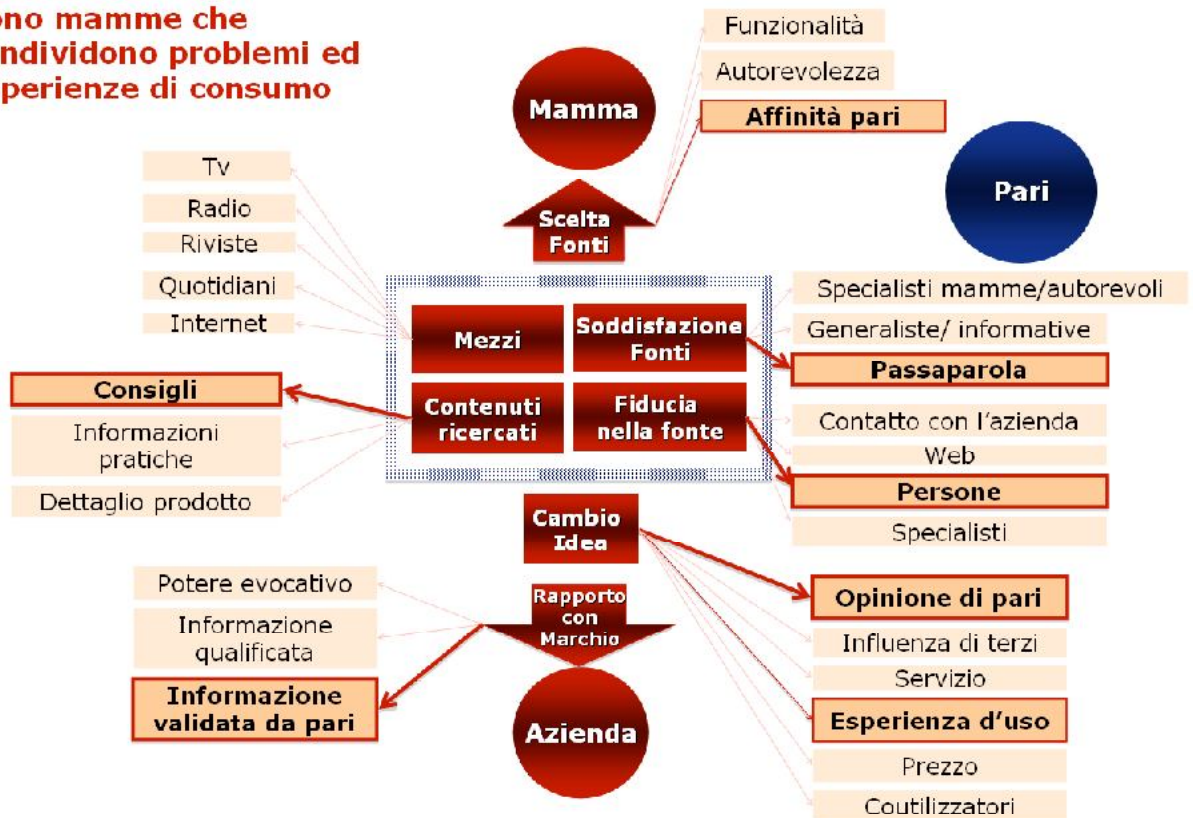 ono mamme che
ndividono problemi ed
perienze di consumo
Mamma
Funzionalità
Autorevolezza
Affinità pari
Pari
Scelta
Fonti
Tv
Radio
Riviste
Quotidiani
Internet
Mezzi
Soddisfazione
Fonti
Contenuti
ricercati
Fiducia
nella fonte
Specialisti mamme/autorevoli
Generaliste/ informative
Passaparola
Consigli
Informazioni
pratiche
Dettaglio prodotto
Contatto con l'azienda
Web
Persone
Specialisti
Cambio
Idea
Rapporto
con
Marchio
Potere evocativo
Informazione
qualificata
Informazione
validata da pari
Azienda
Opinione di pari
Influenza di terzi
Servizio
Esperienza d'uso
Prezzo
Coutilizzatori